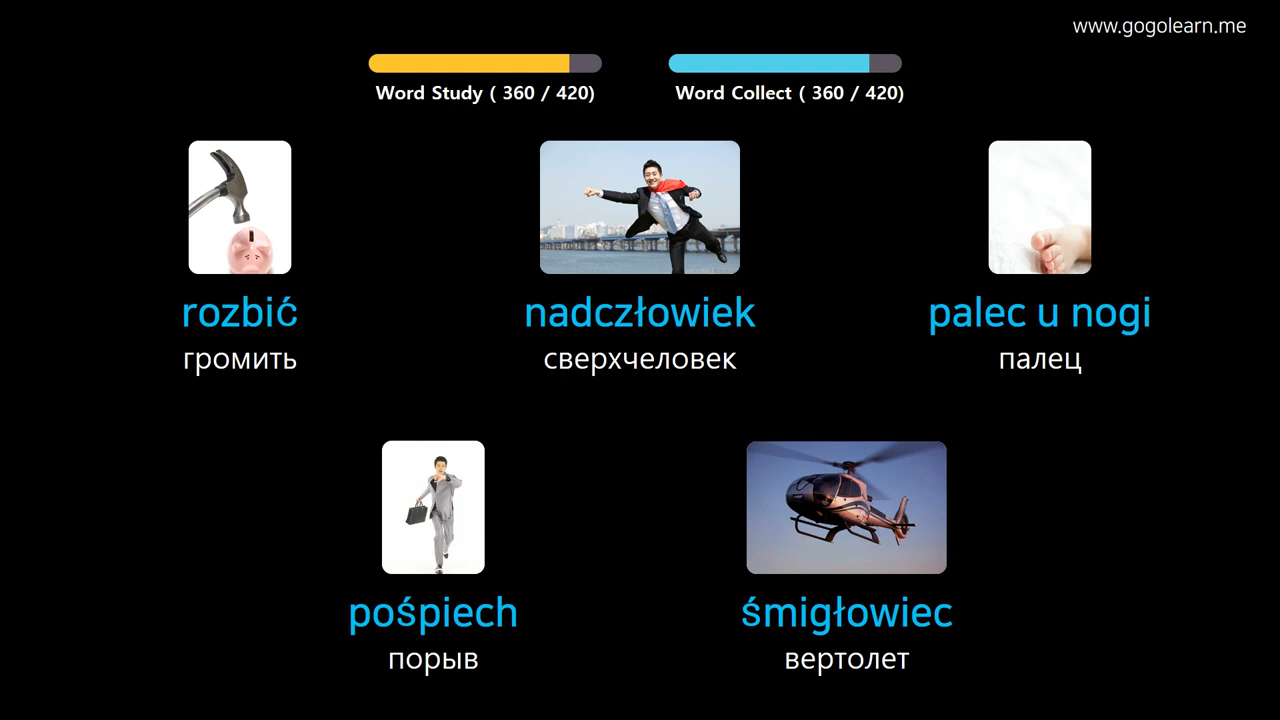 www.gogolearn.me
Word Study ( 360 / 420)
Word Collect ( 360 / 420)
rozbić
громить
nadczłowiek
сверхчеловек
palec u nogi
палец
pośpiech
порыв
śmigłowiec
вертолет